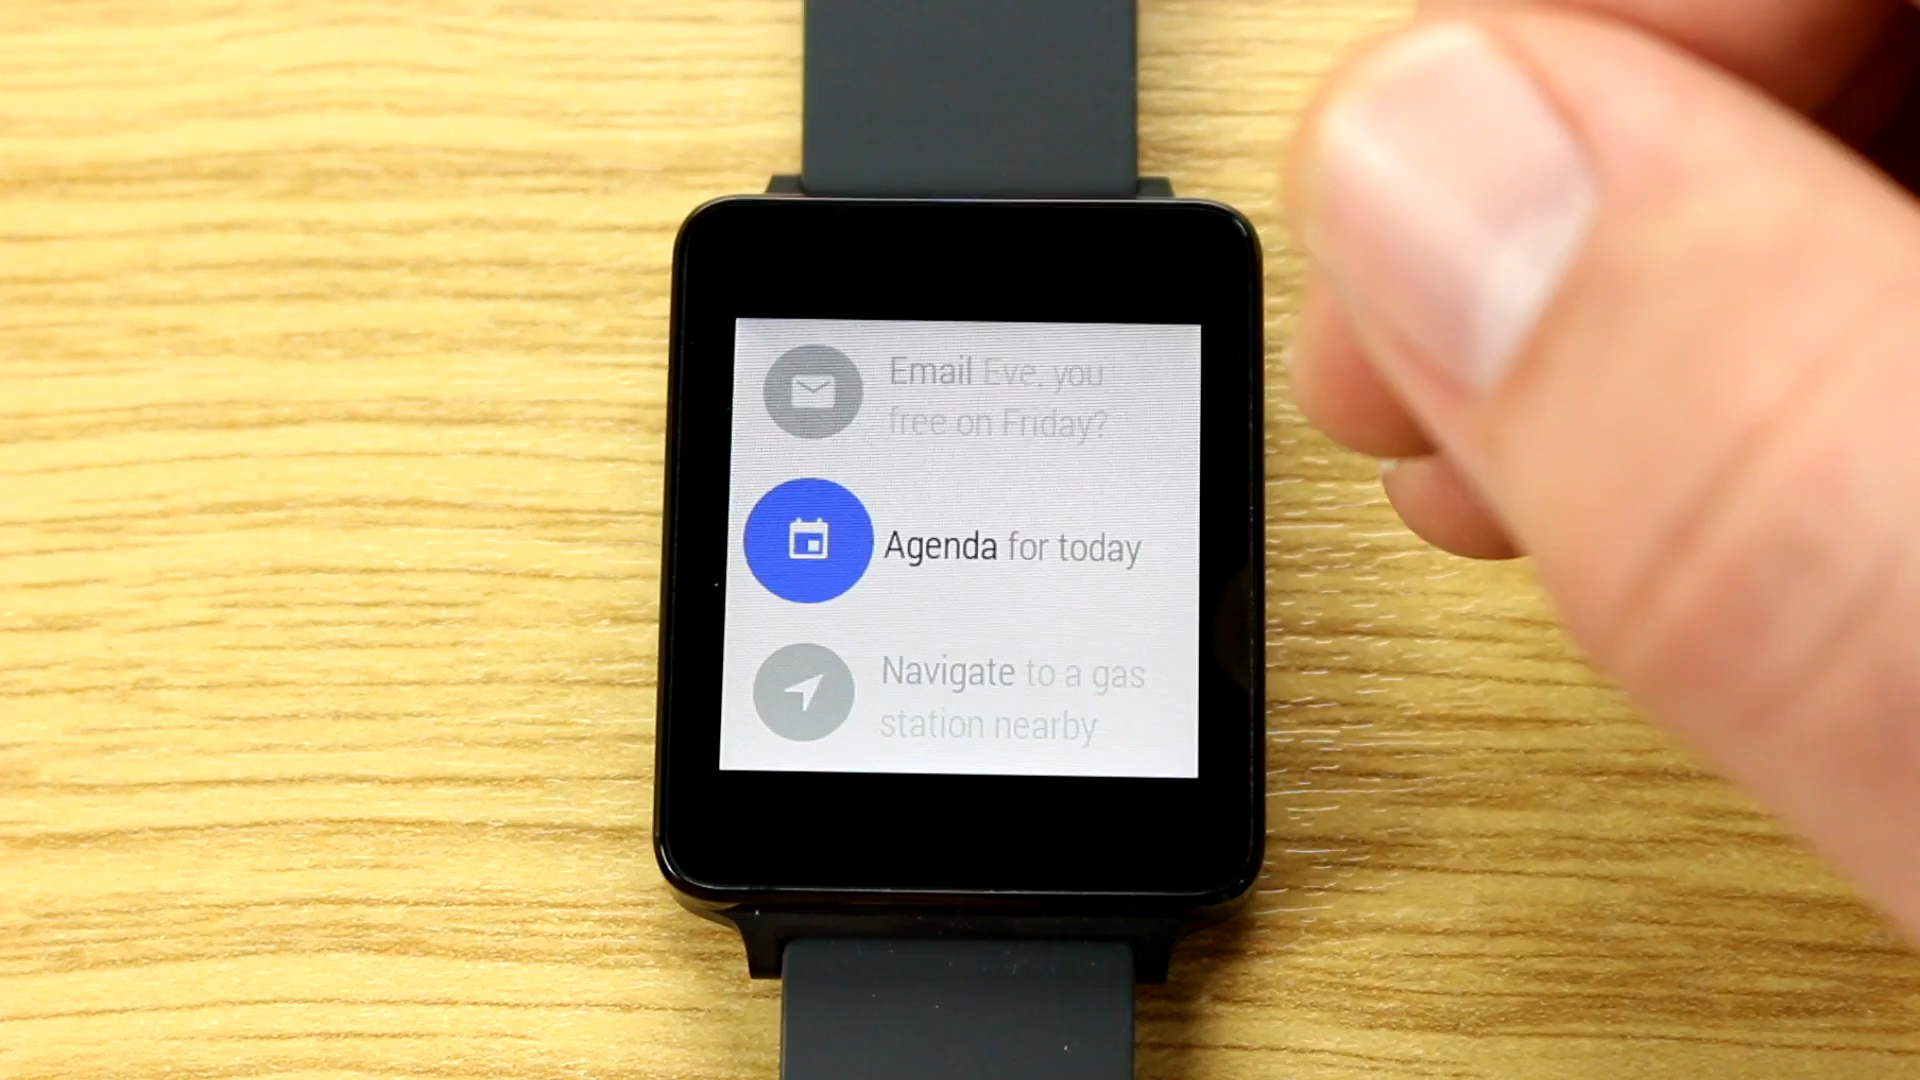 Email Eve, you
free on Friday?
Agenda for today
Navigate to a gas
station nearby